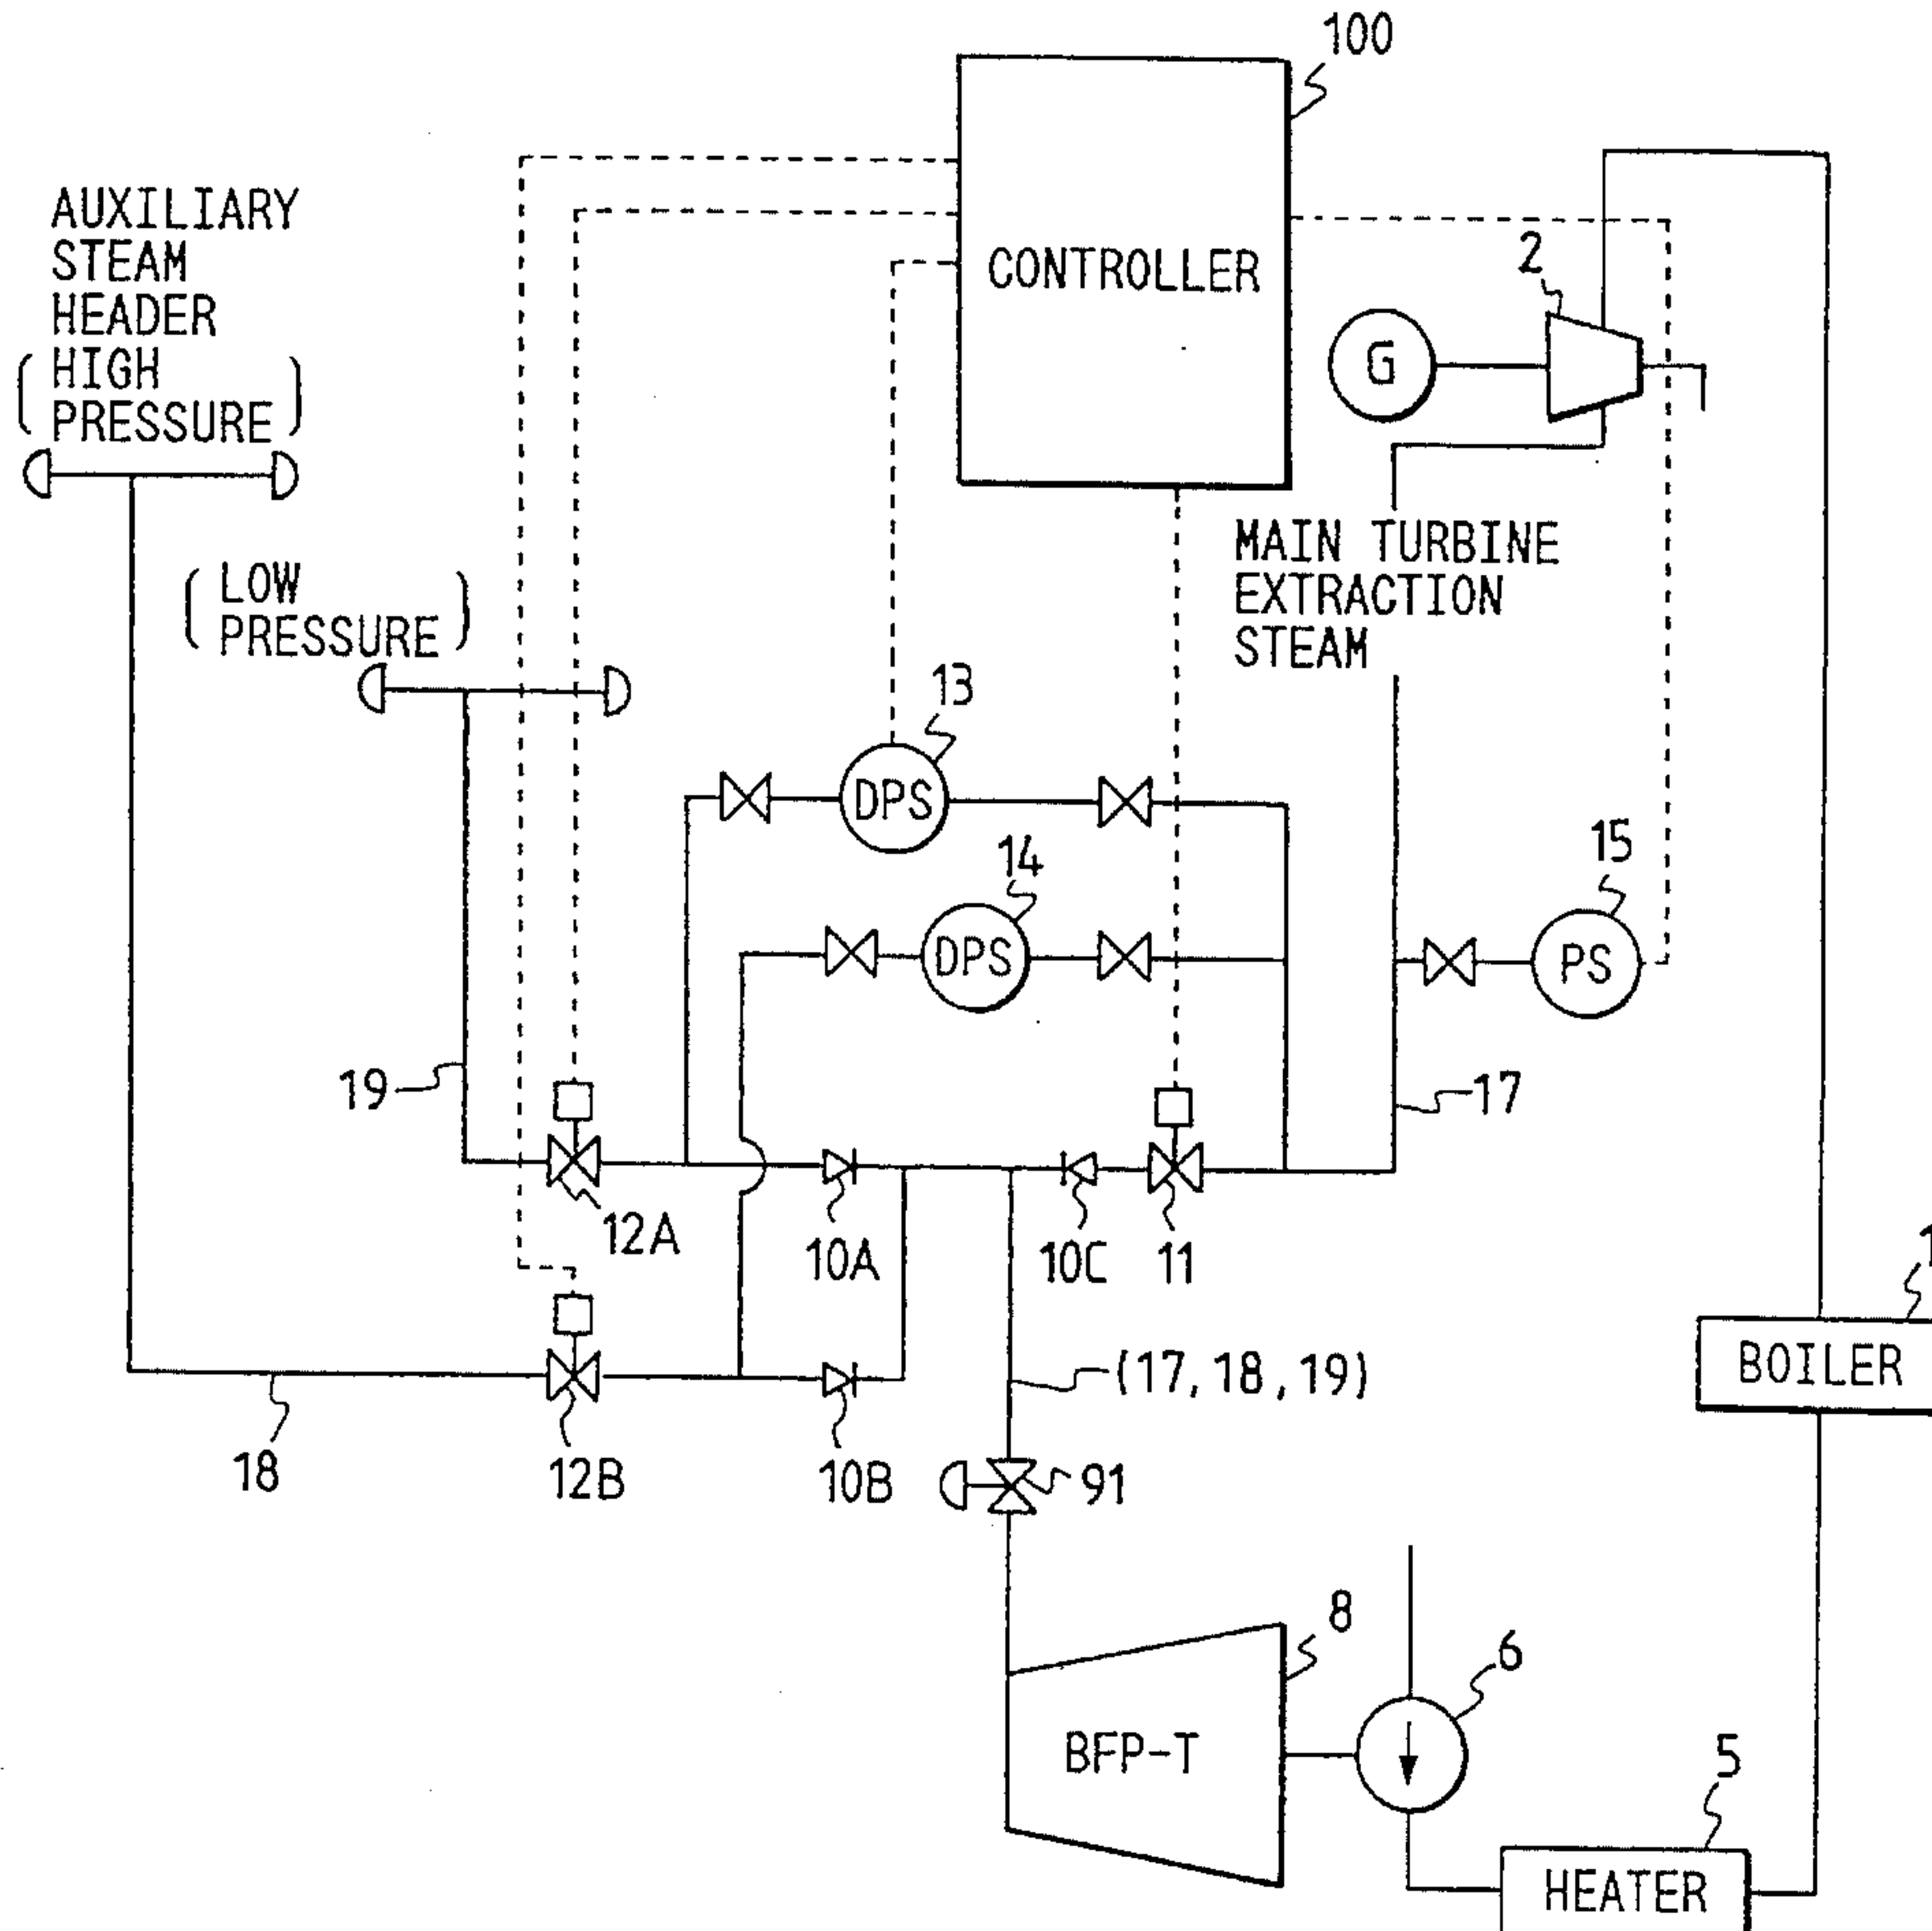 100
AUXILIARY
STEAM
HEADER
( HIGH
PRESSURE )
CONTROLLER
2
G
( LOW
PRESSURE )
MAIN TURBINE
EXTRACTION
STEAM
13
DPS
14
DPS
15
PS
19
17
12A
10A
10C
11
1
BOILER
(17, 18, 19)
18
12B
10B
91
8
BFP-T
6
5
HEATER